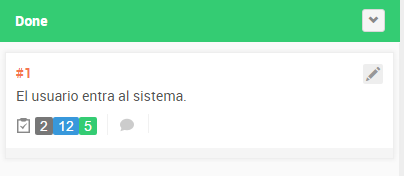 Done
#1
El usuario entra al sistema.
2 12 5